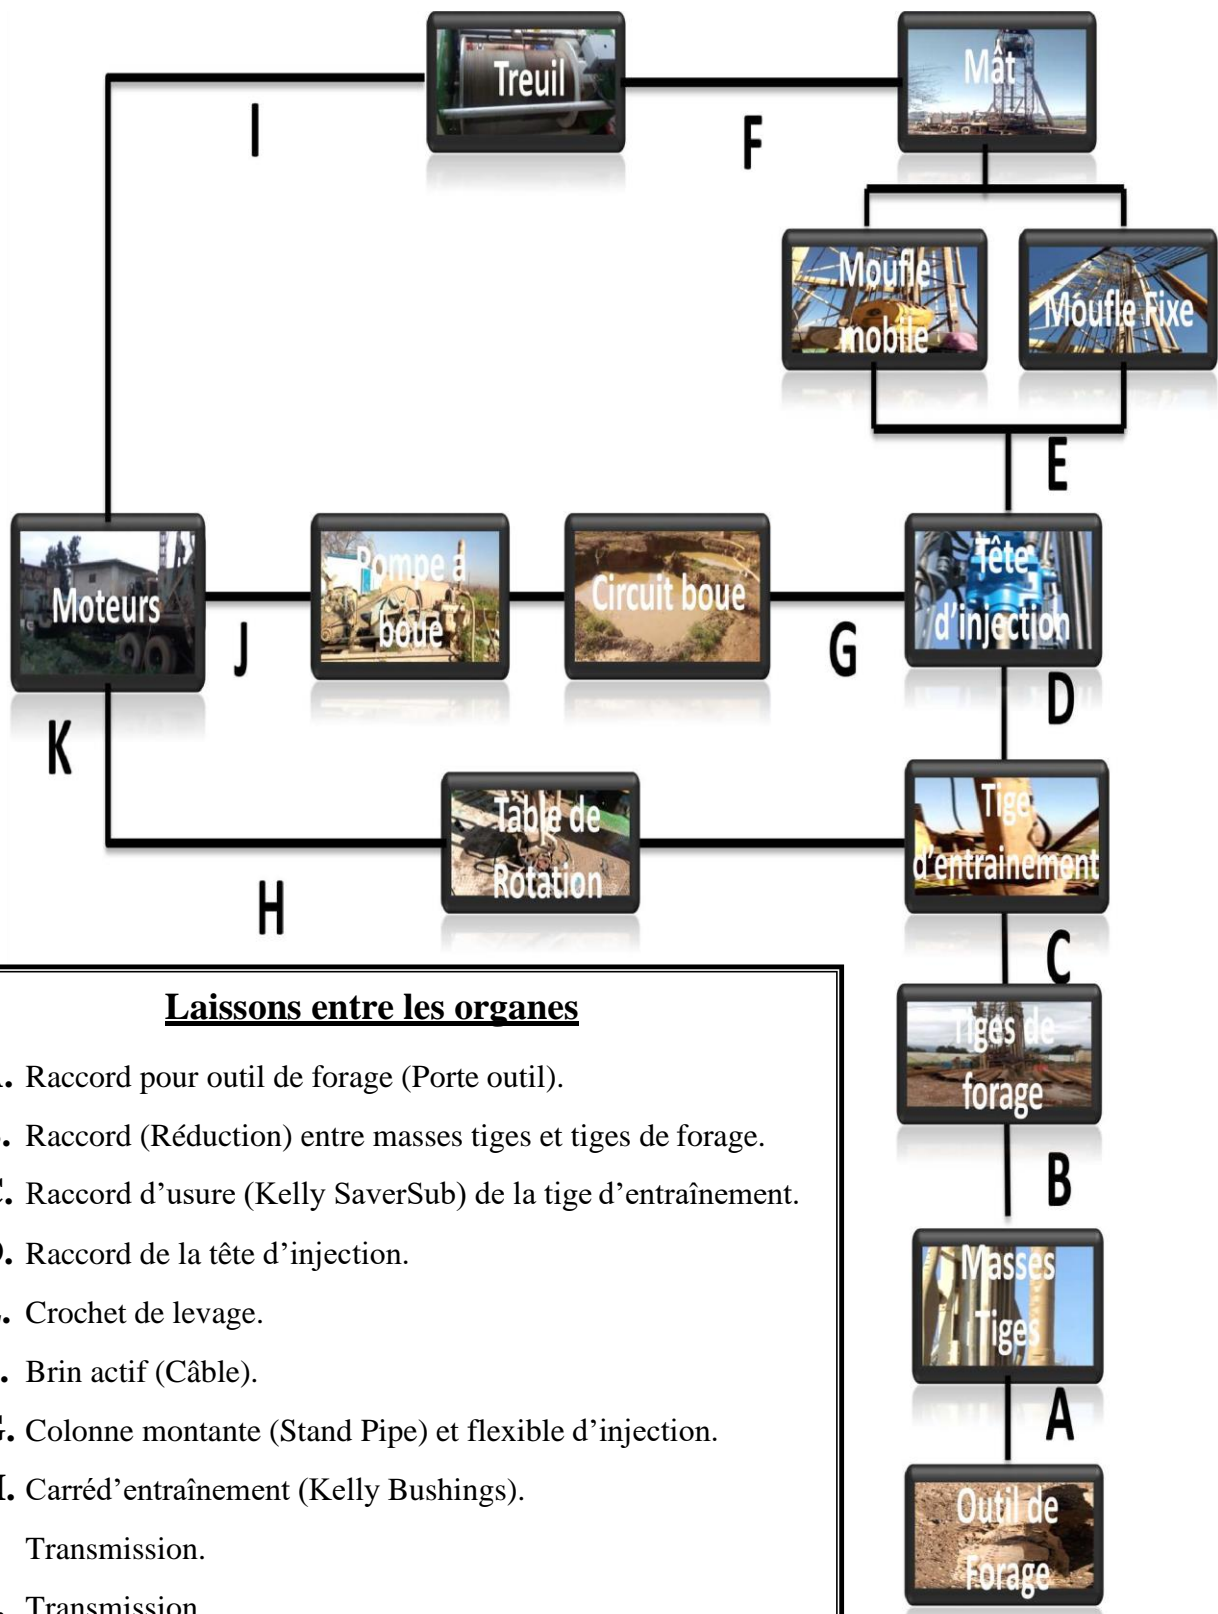 Treuil
Mât
I
F
Moufle
mobile
Moufle Fixe
E
Moteurs
Pompe a
boue
Circuit boue
Tête
d'injection
J
G
D
K
Table de
Rotation
Tige
d'entrainement
H
C
Laissons entre les organes
Tiges de
forage
. Raccord pour outil de forage (Porte outil).
. Raccord (Réduction) entre masses tiges et tiges de forage.
B
. Raccord d'usure (Kelly SaverSub) de la tige d'entraînement.
. Raccord de la tête d'injection.
Masses
Tiges
. Crochet de levage.
. Brin actif (Câble).
A
. Colonne montante (Stand Pipe) et flexible d'injection.
. Carréd'entraînement (Kelly Bushings).
Outil de
Forage
Transmission.
Transmission